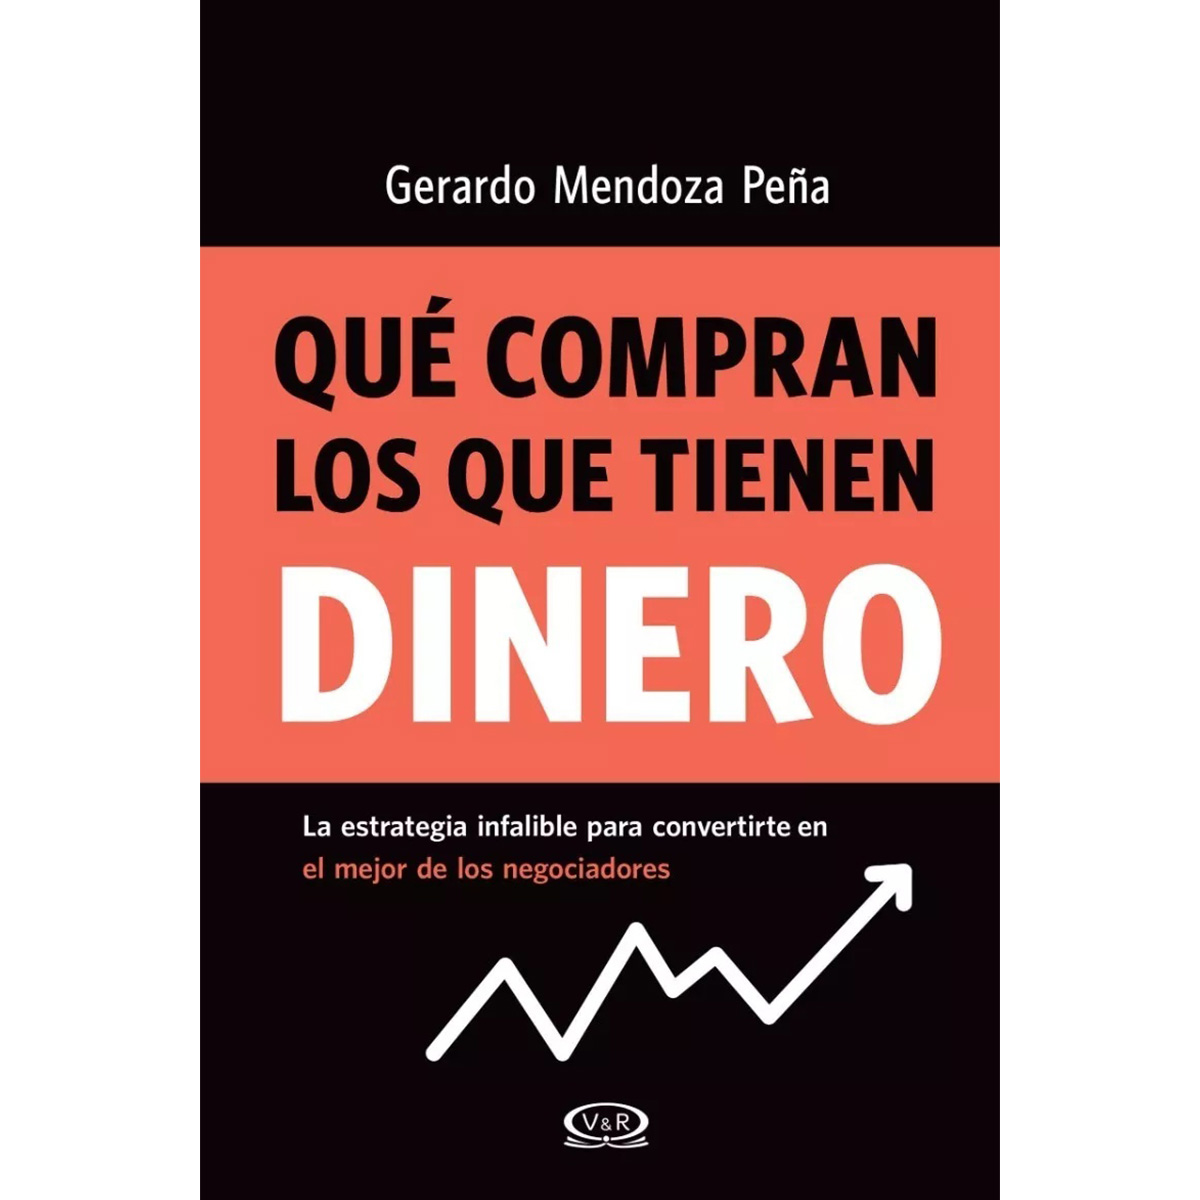 Gerardo Mendoza Peña
QUÉ COMPRAN
LOS QUE TIENEN
DINERO
La estrategia infalible para convertirte en
el mejor de los negociadores
V&R